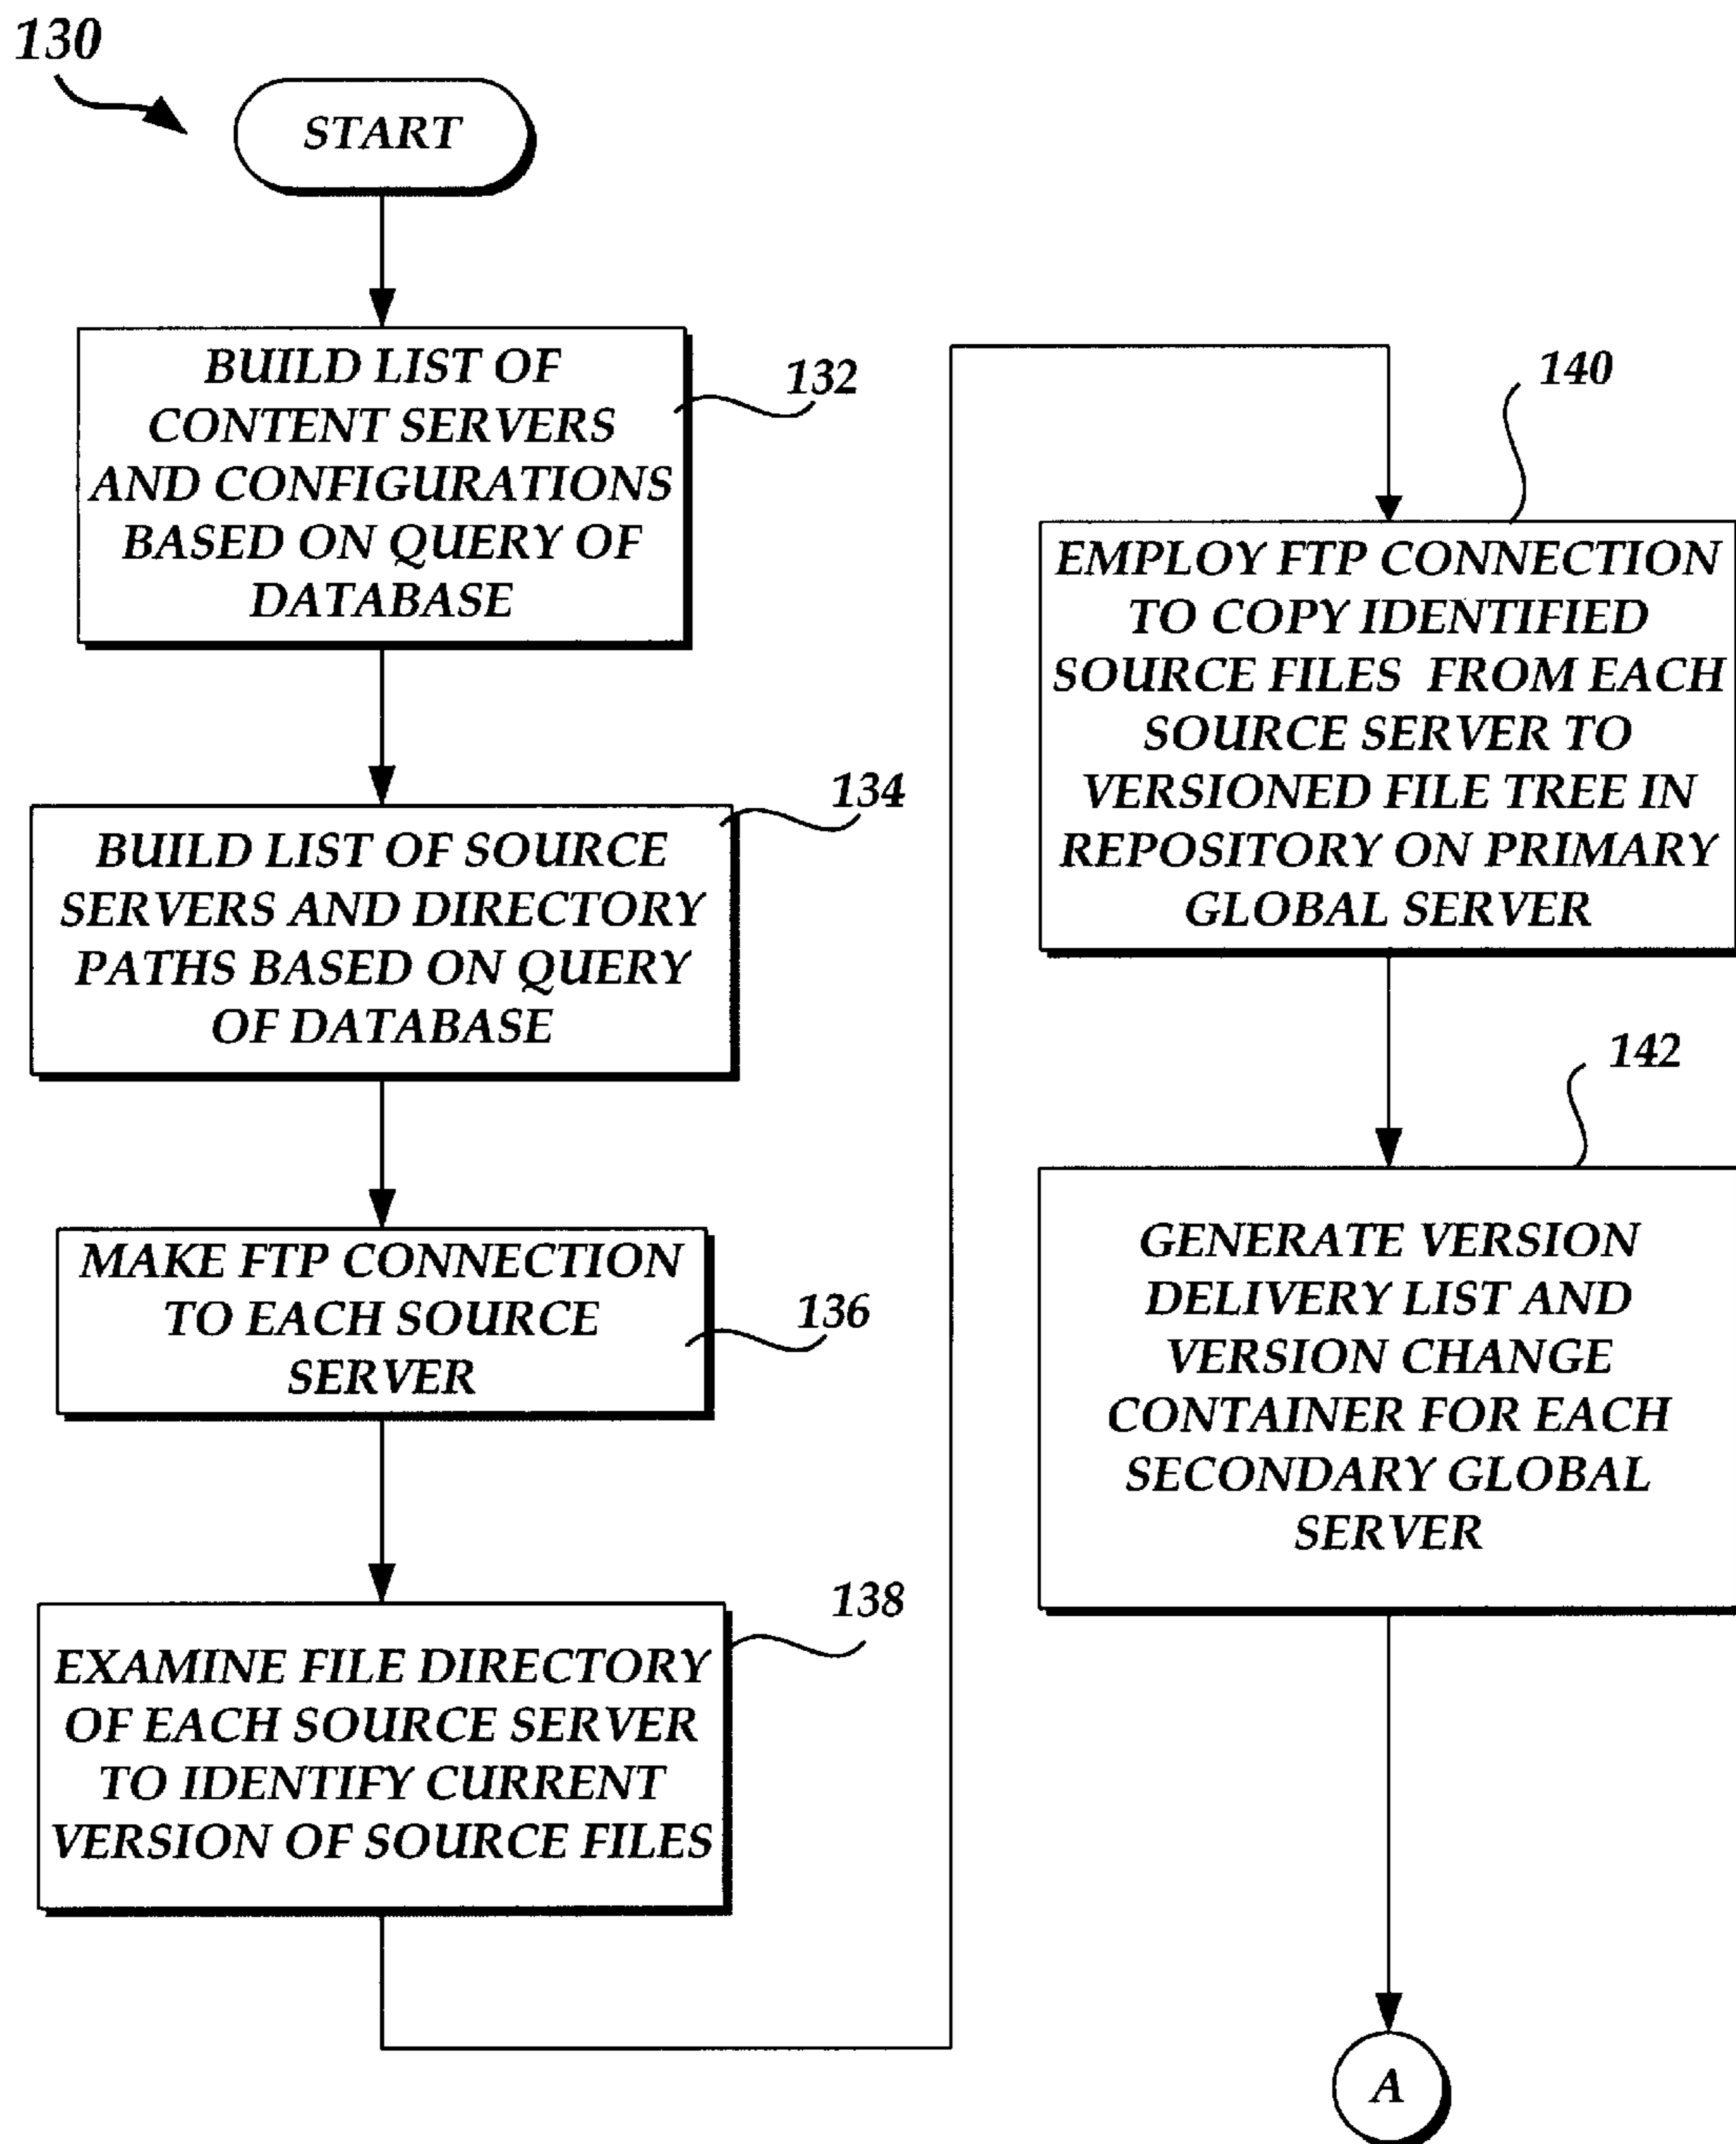 130
START
BUILD LIST OF
CONTENT SERVERS
AND CONFIGURATIONS
BASED ON QUERY OF
DATABASE
132
BUILD LIST OF SOURCE
SERVERS AND DIRECTORY
PATHS BASED ON QUERY
OF DATABASE
134
MAKE FTP CONNECTION
TO EACH SOURCE
SERVER
136
EXAMINE FILE DIRECTORY
OF EACH SOURCE SERVER
TO IDENTIFY CURRENT
VERSION OF SOURCE FILES
138
EMPLOY FTP CONNECTION
TO COPY IDENTIFIED
SOURCE FILES FROM EACH
SOURCE SERVER TO
VERSIONED FILE TREE IN
REPOSITORY ON PRIMARY
GLOBAL SERVER
140
GENERATE VERSION
DELIVERY LIST AND
VERSION CHANGE
CONTAINER FOR EACH
SECONDARY GLOBAL
SERVER
142
A